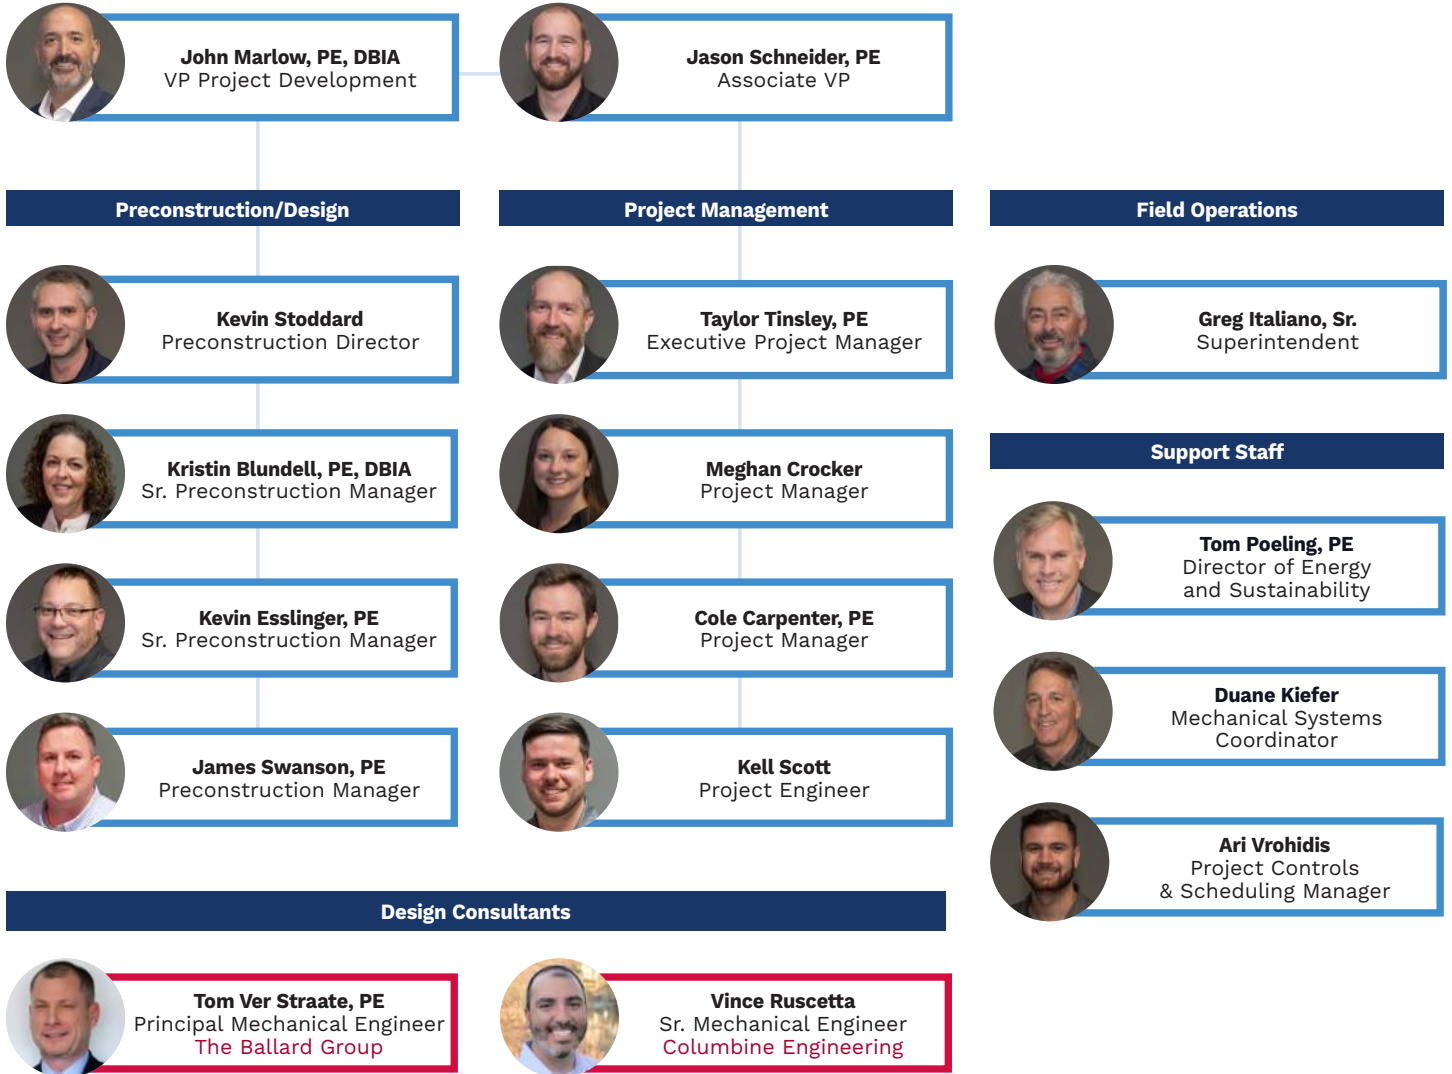 John Marlow, PE, DBIA
VP Project Development
Jason Schneider, PE
Associate VP
Preconstruction/Design
Kevin Stoddard
Preconstruction Director
Kristin Blundell, PE, DBIA
Sr. Preconstruction Manager
Kevin Esslinger, PE
Sr. Preconstruction Manager
James Swanson, PE
Preconstruction Manager
Project Management
Taylor Tinsley, PE
Executive Project Manager
Meghan Crocker
Project Manager
Cole Carpenter, PE
Project Manager
Kell Scott
Project Engineer
Field Operations
Greg Italiano, Sr.
Superintendent
Support Staff
Tom Poeling, PE
Director of Energy
and Sustainability
Duane Kiefer
Mechanical Systems
Coordinator
Ari Vrohidis
Project Controls
& Scheduling Manager
Design Consultants
Tom Ver Straate, PE
Principal Mechanical Engineer
The Ballard Group
Vince Ruscetta
Sr. Mechanical Engineer
Columbine Engineering